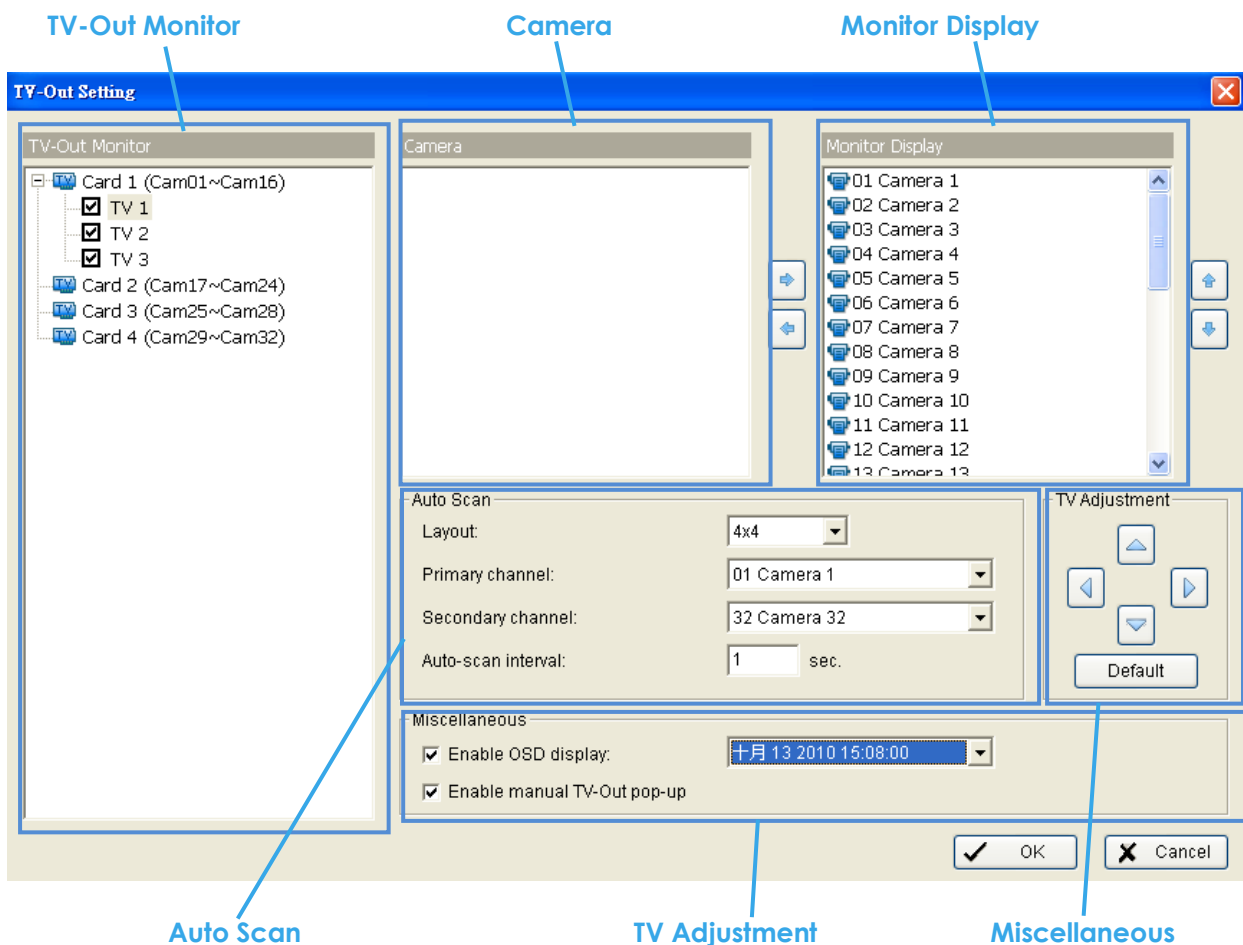 TV-Out Monitor
Camera
Monitor Display
TV-Out Setting
TV-Out Monitor
Card 1 (Cam01~Cam16)
TV 1
TV 2
TV 3
Card 2 (Cam17~Cam24)
Card 3 (Cam25~Cam28)
Card 4 (Cam29~Cam32)
Camera
Monitor Display
01 Camera 1
02 Camera 2
03 Camera 3
04 Camera 4
05 Camera 5
06 Camera 6
07 Camera 7
08 Camera 8
09 Camera 9
10 Camera 10
11 Camera 11
12 Camera 12
13 Camera 13
Auto Scan
Layout: 4x4
Primary channel: 01 Camera 1
Secondary channel: 32 Camera 32
Auto-scan interval: 1 sec.
TV Adjustment
Default
Miscellaneous
Enable OSD display: 十月 13 2010 15:08:00
Enable manual TV-Out pop-up
OK
Cancel
Auto Scan
TV Adjustment
Miscellaneous